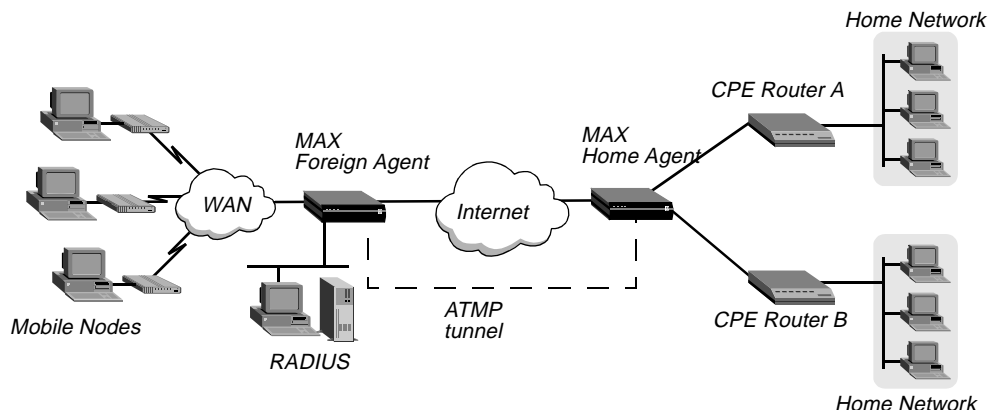 Home Network
CPE Router A
MAX
Foreign Agent
MAX
Home Agent
WAN
Internet
ATMP
tunnel
Mobile Nodes
RADIUS
CPE Router B
Home Network